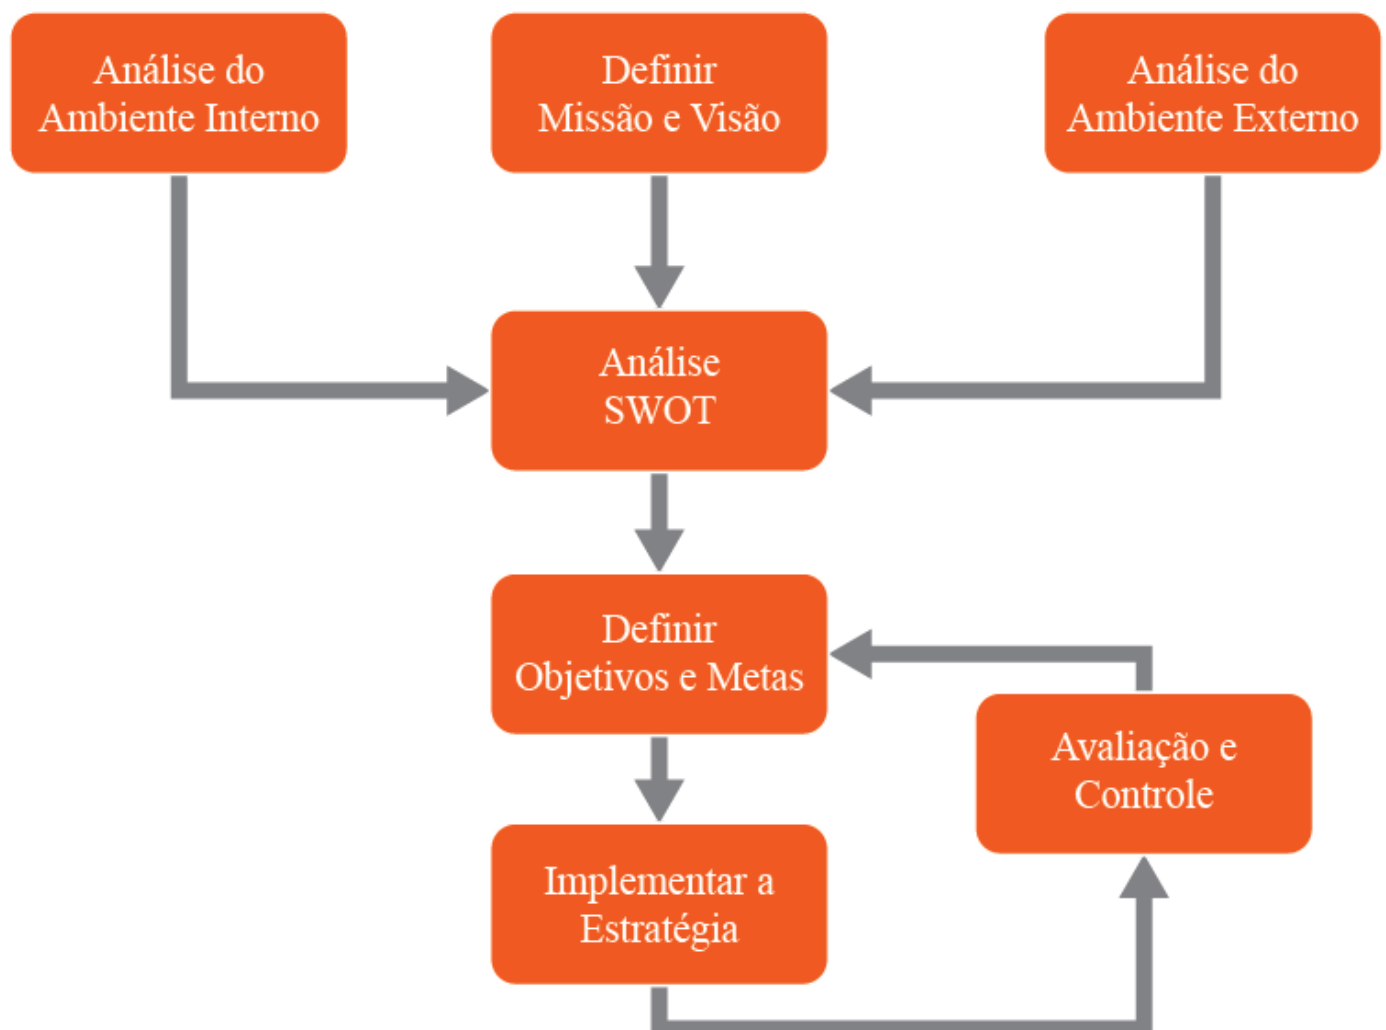 Análise do
Ambiente Interno
Definir
Missão e Visão
Análise do
Ambiente Externo
Análise
SWOT
Definir
Objetivos e Metas
Avaliação e
Controle
Implementar a
Estratégia